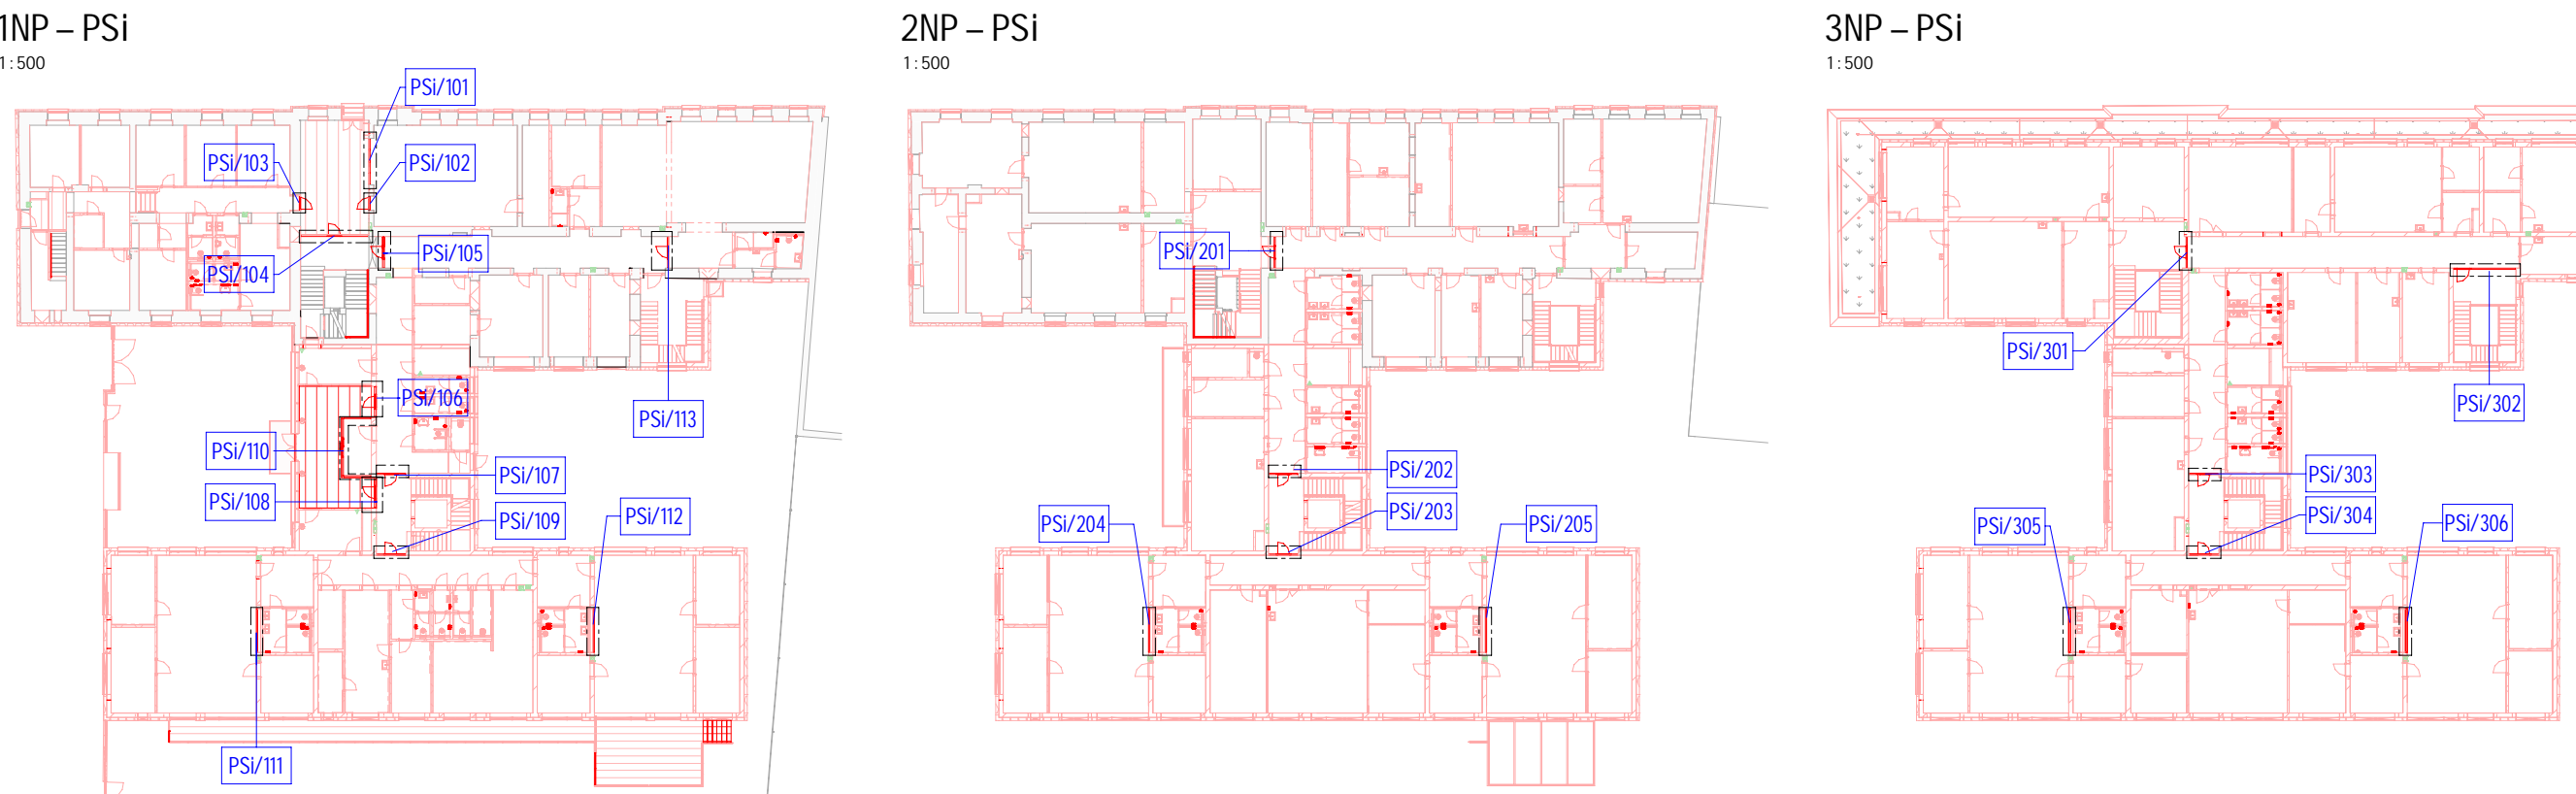 1NP – PSi
1:500
PSi/101
PSi/103
PSi/102
PSi/105
PSi/104
PSi/106
PSi/113
PSi/110
PSi/107
PSi/108
PSi/109
PSi/112
PSi/111
2NP – PSi
1:500
PSi/201
PSi/202
PSi/203
PSi/204
PSi/205
3NP – PSi
1:500
PSi/301
PSi/302
PSi/303
PSi/304
PSi/305
PSi/306